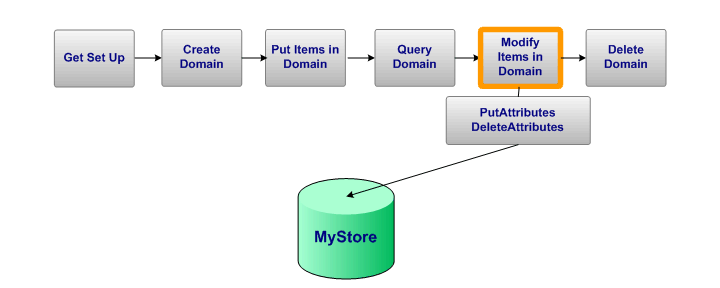 Get Set Up
Create
Domain
Put Items in
Domain
Query
Domain
Modify
Items in
Domain
Delete
Domain
PutAttributes
DeleteAttributes
MyStore